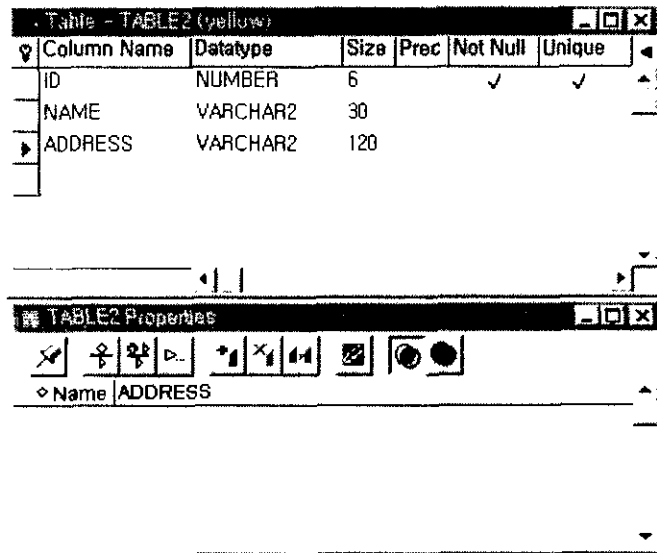 Table - TABLE2 (yellow)
Column Name Datatype Size Prec Not Null Unique
ID NUMBER 6 ✓ ✓
NAME VARCHAR2 30
ADDRESS VARCHAR2 120
TABLE2 Properties
Name ADDRESS